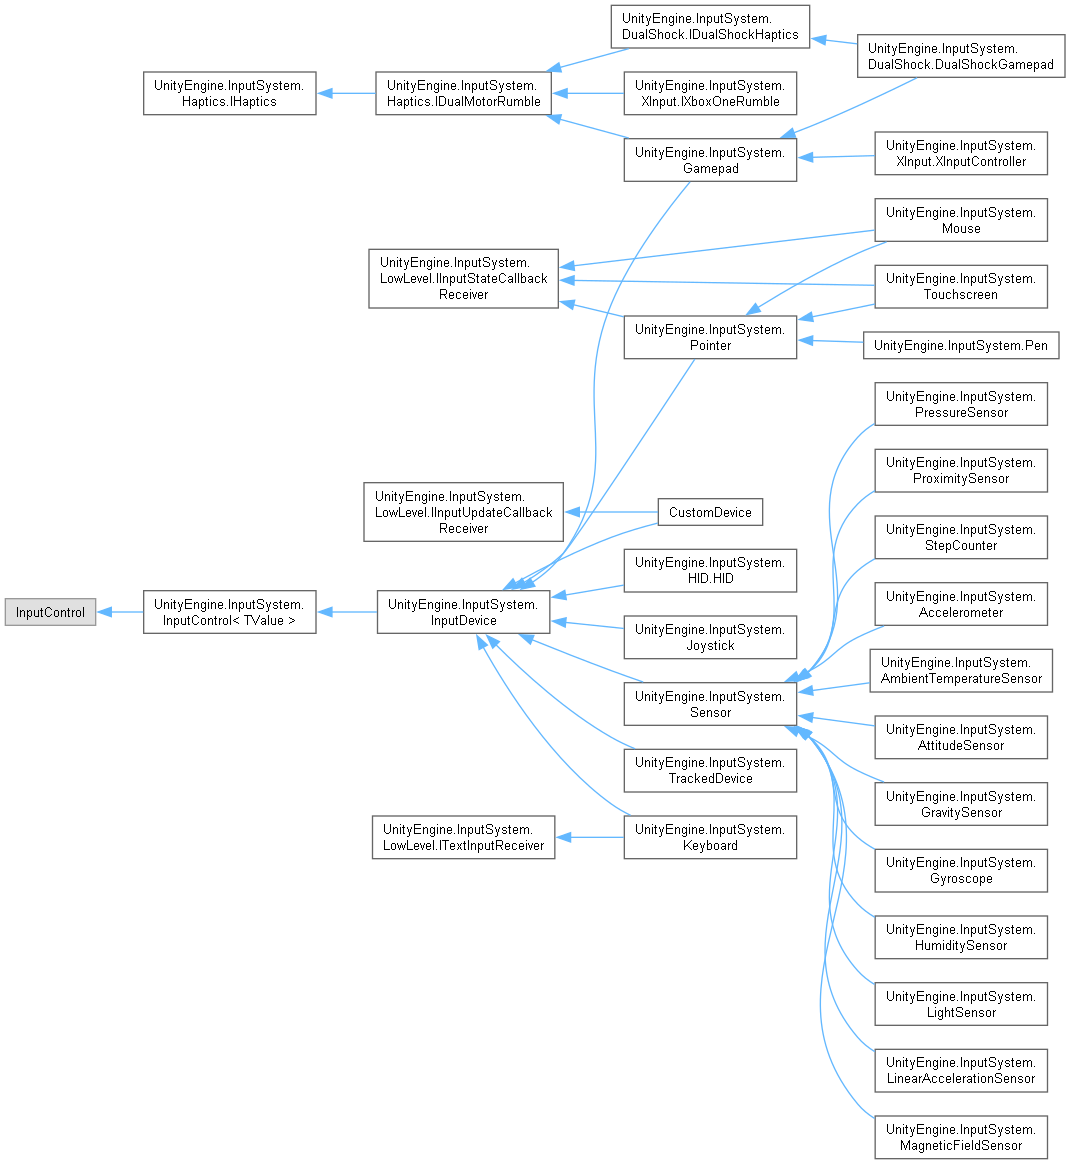 UnityEngine.InputSystem.
DualShock.IDualShockHaptics
UnityEngine.InputSystem.
DualShock.DualShockGamepad
UnityEngine.InputSystem.
Haptics.IHaptics
UnityEngine.InputSystem.
Haptics.IDualMotorRumble
UnityEngine.InputSystem.
XInput.IXboxOneRumble
UnityEngine.InputSystem.
Gamepad
UnityEngine.InputSystem.
XInput.XInputController
UnityEngine.InputSystem.
Mouse
UnityEngine.InputSystem.
LowLevel.IInputStateCallback
Receiver
UnityEngine.InputSystem.
Touchscreen
UnityEngine.InputSystem.
Pointer
UnityEngine.InputSystem.Pen
UnityEngine.InputSystem.
PressureSensor
UnityEngine.InputSystem.
ProximitySensor
UnityEngine.InputSystem.
LowLevel.IInputUpdateCallback
Receiver
CustomDevice
UnityEngine.InputSystem.
StepCounter
UnityEngine.InputSystem.
HID.HID
InputControl
UnityEngine.InputSystem.
InputControl< TValue >
UnityEngine.InputSystem.
InputDevice
UnityEngine.InputSystem.
Accelerometer
UnityEngine.InputSystem.
Joystick
UnityEngine.InputSystem.
AmbientTemperatureSensor
UnityEngine.InputSystem.
Sensor
UnityEngine.InputSystem.
AttitudeSensor
UnityEngine.InputSystem.
TrackedDevice
UnityEngine.InputSystem.
GravitySensor
UnityEngine.InputSystem.
LowLevel.ITextInputReceiver
UnityEngine.InputSystem.
Keyboard
UnityEngine.InputSystem.
Gyroscope
UnityEngine.InputSystem.
HumiditySensor
UnityEngine.InputSystem.
LightSensor
UnityEngine.InputSystem.
LinearAccelerationSensor
UnityEngine.InputSystem.
MagneticFieldSensor